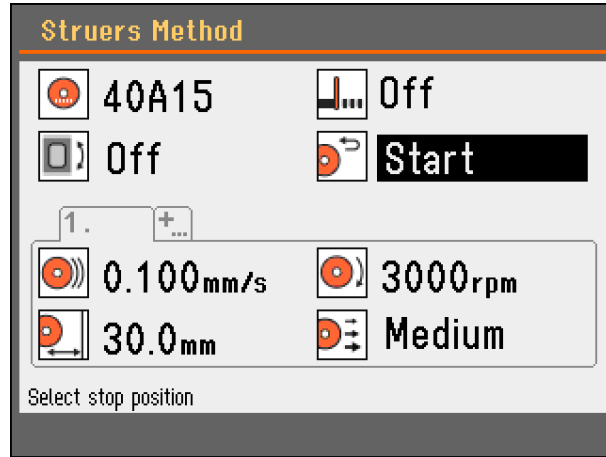 Struers Method
40A15 Off
Off Start
1. +...
0.100mm/s 3000rpm
30.0mm Medium
Select stop position